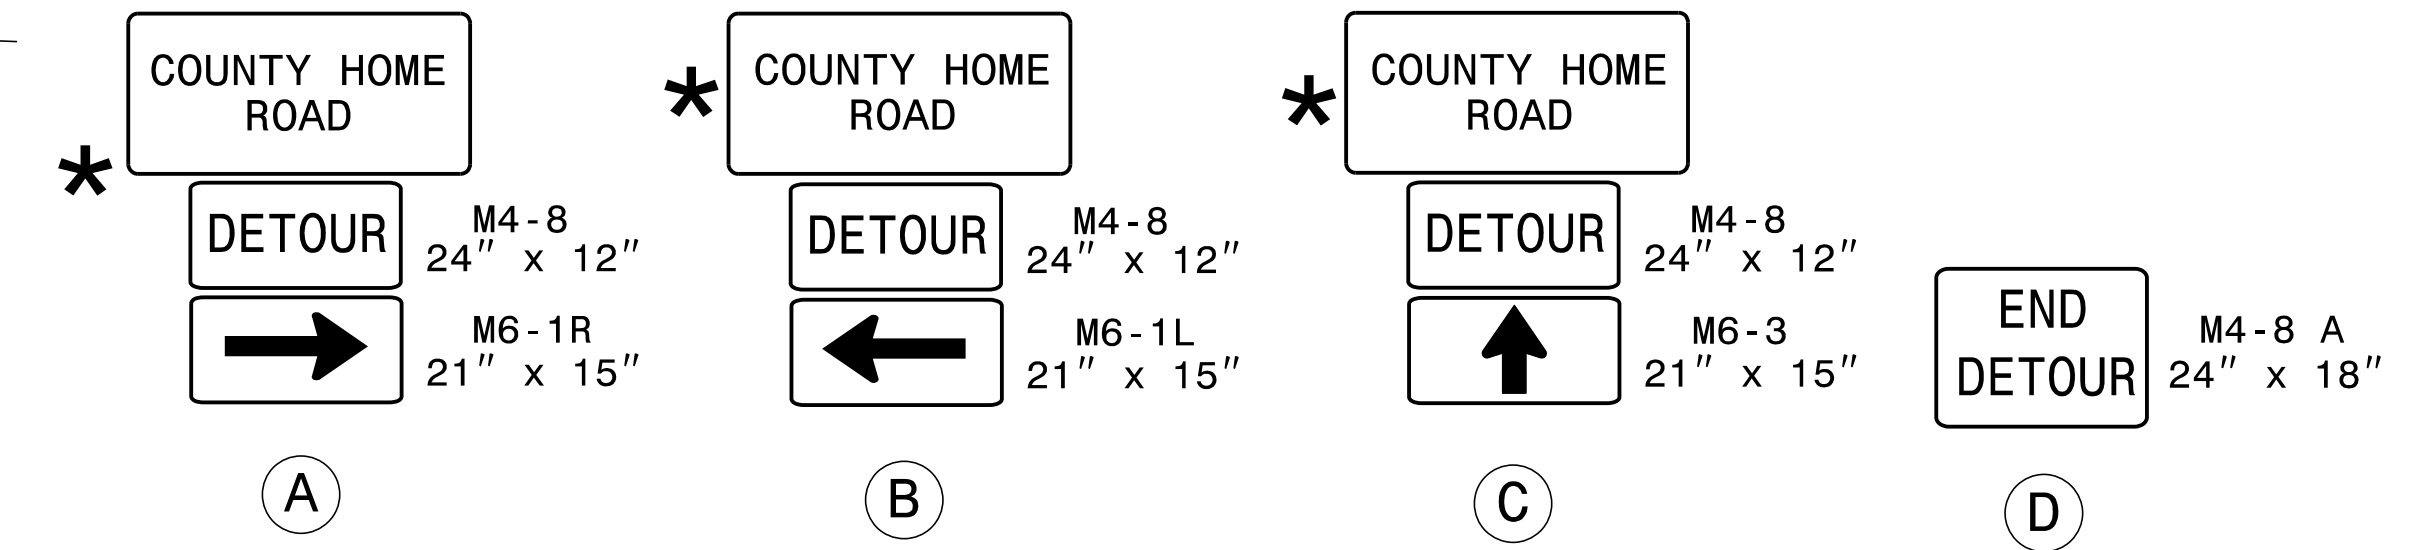 COUNTY HOME
ROAD
*
DETOUR
M4-8
24" x 12"
M6-1R
21" x 15"
A
*
COUNTY HOME
ROAD
DETOUR
M4-8
24" x 12"
M6-1L
21" x 15"
B
*
COUNTY HOME
ROAD
DETOUR
M4-8
24" x 12"
M6-3
21" x 15"
C
END
DETOUR
M4-8 A
24" x 18"
D